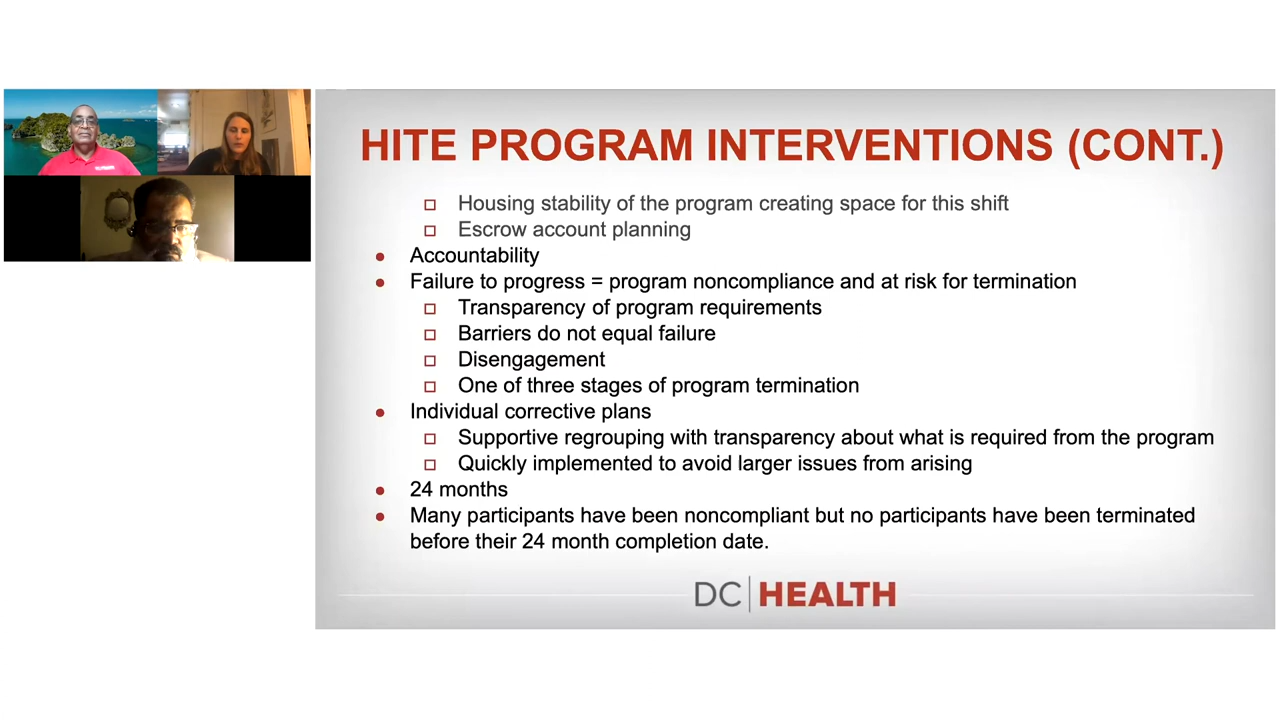 HITE PROGRAM INTERVENTIONS (CONT.)
Housing stability of the program creating space for this shift
Escrow account planning
Accountability
Failure to progress = program noncompliance and at risk for termination
Transparency of program requirements
Barriers do not equal failure
Disengagement
One of three stages of program termination
Individual corrective plans
Supportive regrouping with transparency about what is required from the program
Quickly implemented to avoid larger issues from arising
24 months
Many participants have been noncompliant but no participants have been terminated
before their 24 month completion date.
DC HEALTH